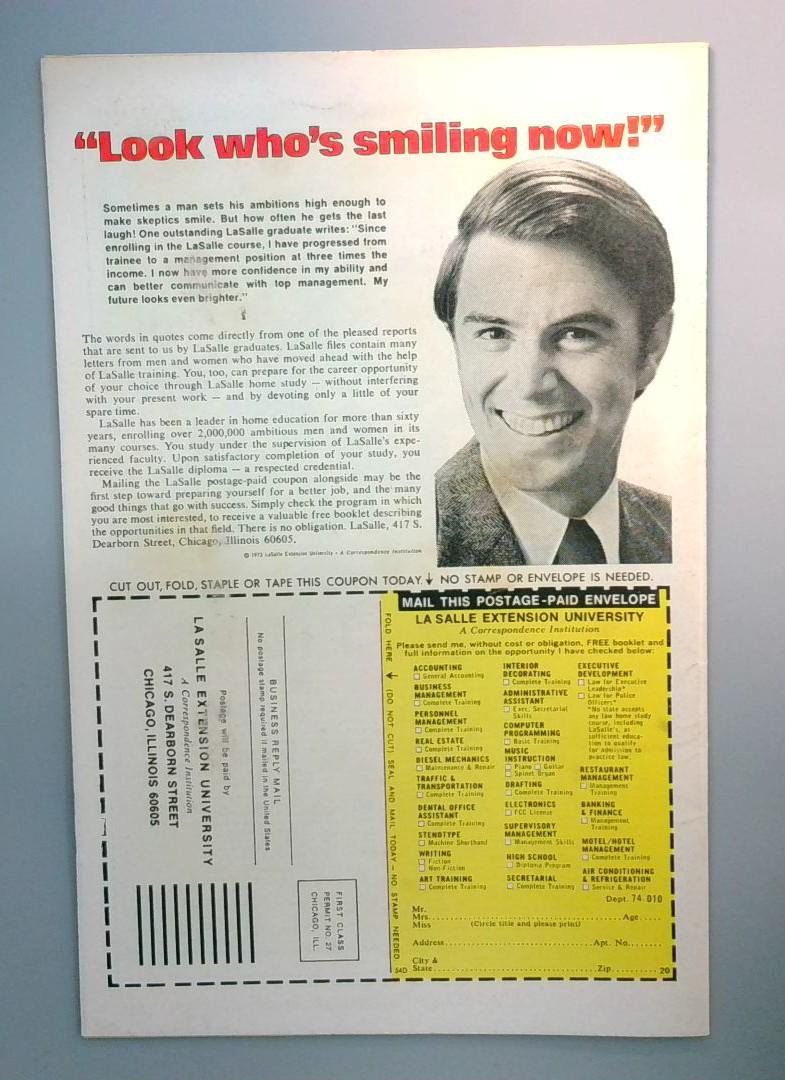 “Look who’s smiling now!”
Sometimes a man sets his ambitions high enough to
make skeptics smile. But how often he gets the last
laugh! One outstanding LaSalle graduate writes: "Since
enrolling in the LaSalle course, I have progressed from
trainee to a management position at three times the
income. I now have more confidence in my ability and
can better communicate with top management. My
future looks even brighter."
The words in quotes come directly from one of the pleased reports
that are sent to us by LaSalle graduates. LaSalle files contain many
letters from men and women who have moved ahead with the help
of LaSalle training. You, too, can prepare for the career opportunity
of your choice through LaSalle home study — without interfering
with your present work — and by devoting only a little of your
spare time.
LaSalle has been a leader in home education for more than sixty
years, enrolling over 2,000,000 ambitious men and women in its
many courses. You study under the supervision of LaSalle's expe-
rienced faculty. Upon satisfactory completion of your study, you
receive the LaSalle diploma — a respected credential.
Mailing the LaSalle postage-paid coupon alongside may be the
first step toward preparing yourself for a better job, and the many
good things that go with success. Simply check the program in which
you are most interested, to receive a valuable free booklet describing
the opportunities in that field. There is no obligation. LaSalle, 417 S.
Dearborn Street, Chicago, Illinois 60605.
© 1973 LaSalle Extension University • A Correspondence Institution
CUT OUT, FOLD, STAPLE OR TAPE THIS COUPON TODAY. NO STAMP OR ENVELOPE IS NEEDED.
FIRST CLASS
PERMIT NO. 27
CHICAGO, ILL.
BUSINESS REPLY MAIL
No postage stamp required if mailed in the United States
Postage will be paid by
LA SALLE EXTENSION UNIVERSITY
A Correspondence Institution
417 S. DEARBORN STREET
CHICAGO, ILLINOIS 60605
FOLD HERE (DO NOT CUT) SEAL AND MAIL TODAY — NO STAMP NEEDED
MAIL THIS POSTAGE-PAID ENVELOPE
LA SALLE EXTENSION UNIVERSITY
A Correspondence Institution
Please send me, without cost or obligation, FREE booklet and
full information on the opportunity I have checked below:
ACCOUNTING
General Accounting
BUSINESS
MANAGEMENT
Complete Training
PERSONNEL
MANAGEMENT
Complete Training
REAL ESTATE
Complete Training
DIESEL MECHANICS
Maintenance & Repair
TRAFFIC &
TRANSPORTATION
Complete Training
DENTAL OFFICE
ASSISTANT
Complete Training
STENOTYPE
Machine Shorthand
WRITING
Fiction
Non-Fiction
ART TRAINING
Complete Training
INTERIOR
DECORATING
Complete Training
ADMINISTRATIVE
ASSISTANT
Exec. Secretarial
Skills
COMPUTER
PROGRAMMING
Basic Training
MUSIC
INSTRUCTION
Piano Guitar
Spinet Organ
DRAFTING
Complete Training
ELECTRONICS
FCC License
SUPERVISORY
MANAGEMENT
Management Skills
HIGH SCHOOL
Diploma Program
SECRETARIAL
Complete Training
EXECUTIVE
DEVELOPMENT
Law for Executive
Leadership*
Law for Police
Officers*
*No state accepts
any law home study
course, including
LaSalle's, as
sufficient educa-
tion to qualify
for admission to
practice law.
RESTAURANT
MANAGEMENT
Management
Training
BANKING
& FINANCE
Management
Training
MOTEL/HOTEL
MANAGEMENT
Complete Training
AIR CONDITIONING
& REFRIGERATION
Service & Repair
Dept. 74 010
Mr.
Mrs. Age
Miss (Circle title and please print)
Address Apt. No.
City &
State Zip
54D 20